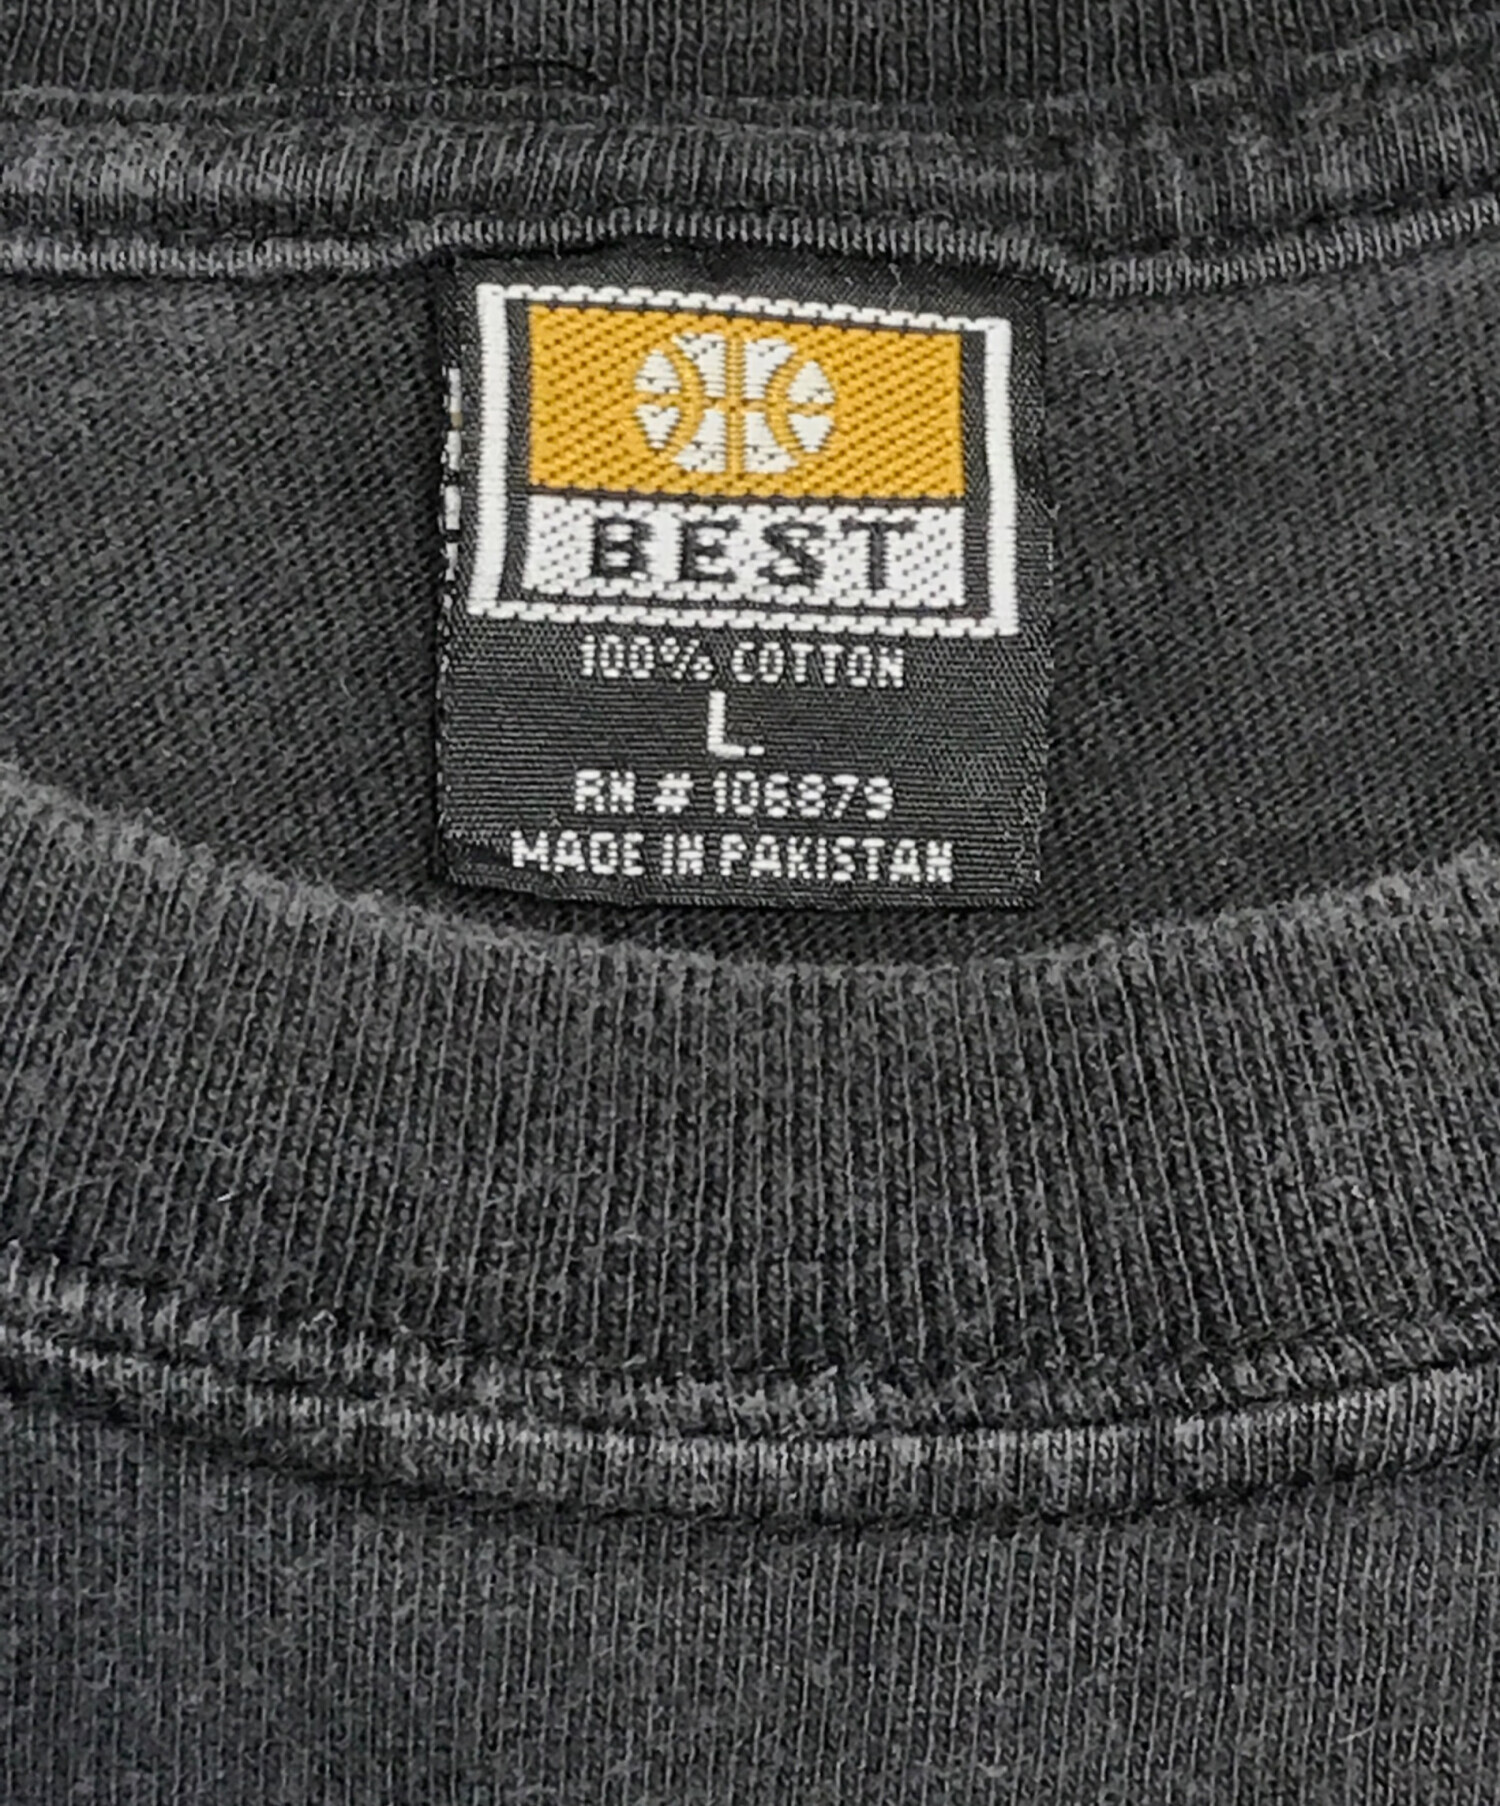 BEST
100% COTTON
L.
RN # 106879
MADE IN PAKISTAN